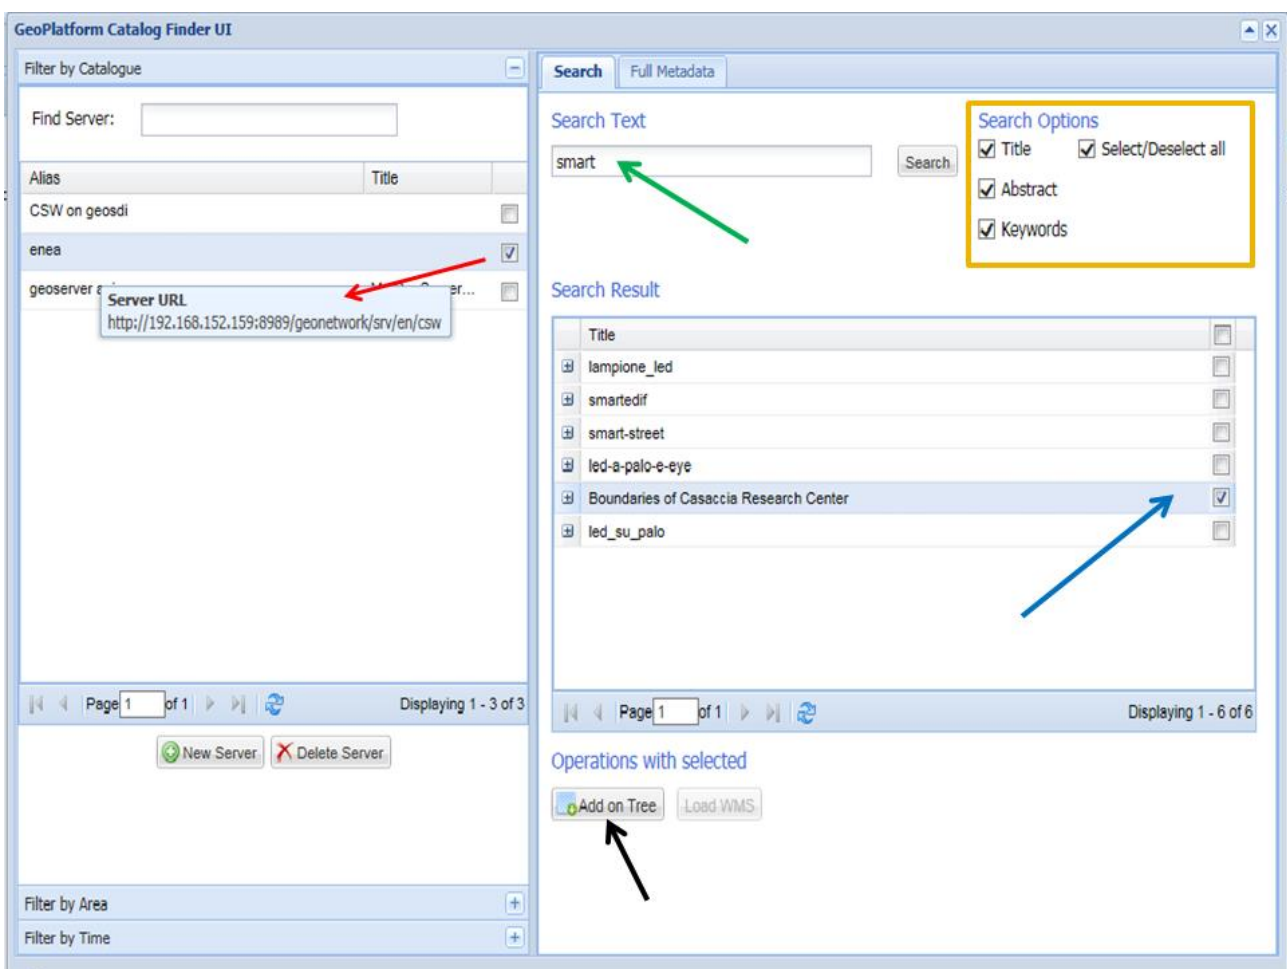 GeoPlatform Catalog Finder UI
Filter by Catalogue
Find Server:
Alias Title
CSW on geosdi
enea
geoserver
Server URL
http://192.168.152.159:8989/geonetwork/srv/en/csw
Page 1 of 1 Displaying 1 - 3 of 3
New Server Delete Server
Filter by Area
Filter by Time
Search Full Metadata
Search Text
smart Search
Search Options
Title Select/Deselect all
Abstract
Keywords
Search Result
Title
lampione_led
smartedif
smart-street
led-a-palo-e-eye
Boundaries of Casaccia Research Center
led_su_palo
Page 1 of 1 Displaying 1 - 6 of 6
Operations with selected
Add on Tree Load WMS